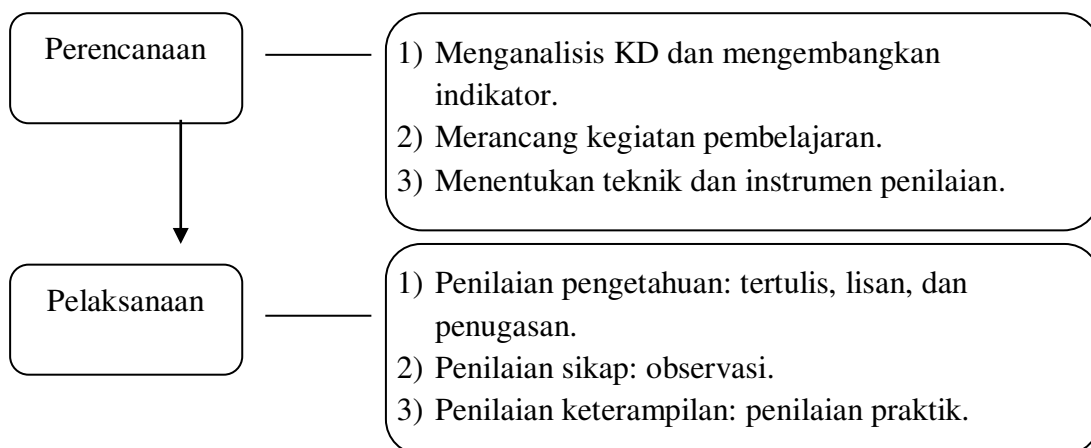 Perencanaan
1) Menganalisis KD dan mengembangkan
indikator.
2) Merancang kegiatan pembelajaran.
3) Menentukan teknik dan instrumen penilaian.
Pelaksanaan
1) Penilaian pengetahuan: tertulis, lisan, dan
penugasan.
2) Penilaian sikap: observasi.
3) Penilaian keterampilan: penilaian praktik.